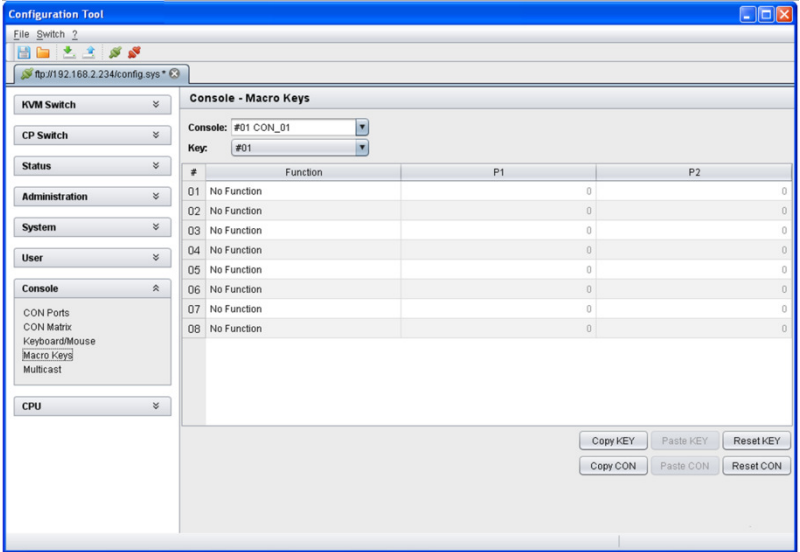 Configuration Tool
File Switch ?
ftp://192.168.2.234/config.sys *
KVM Switch
CP Switch
Status
Administration
System
User
Console
CON Ports
CON Matrix
Keyboard/Mouse
Macro Keys
Multicast
CPU
Console - Macro Keys
Console: #01 CON_01
Key: #01
# Function P1 P2
01 No Function 0 0
02 No Function 0 0
03 No Function 0 0
04 No Function 0 0
05 No Function 0 0
06 No Function 0 0
07 No Function 0 0
08 No Function 0 0
Copy KEY Paste KEY Reset KEY
Copy CON Paste CON Reset CON